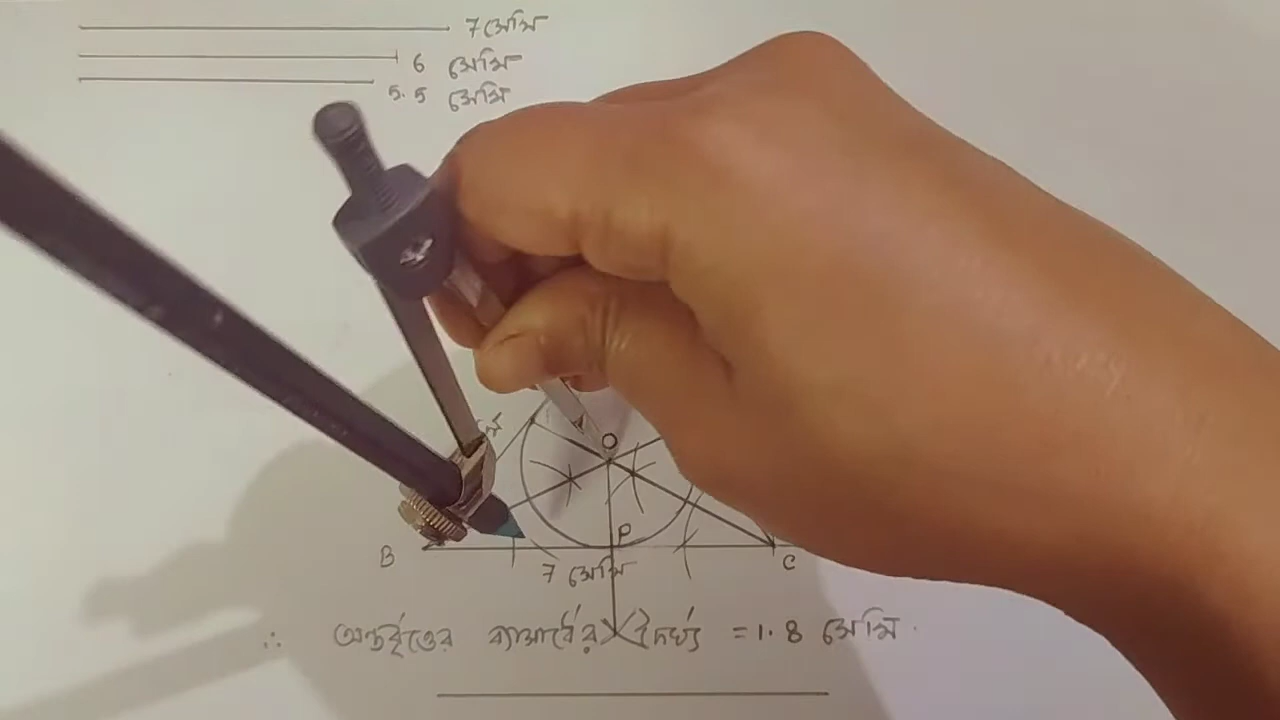 7 সেমি
6 সেমি
5.5 সেমি
O
P
B
C
7 সেমি
∴ অন্তর্বৃত্তের ব্যাসার্ধের দৈর্ঘ্য = 1.8 সেমি